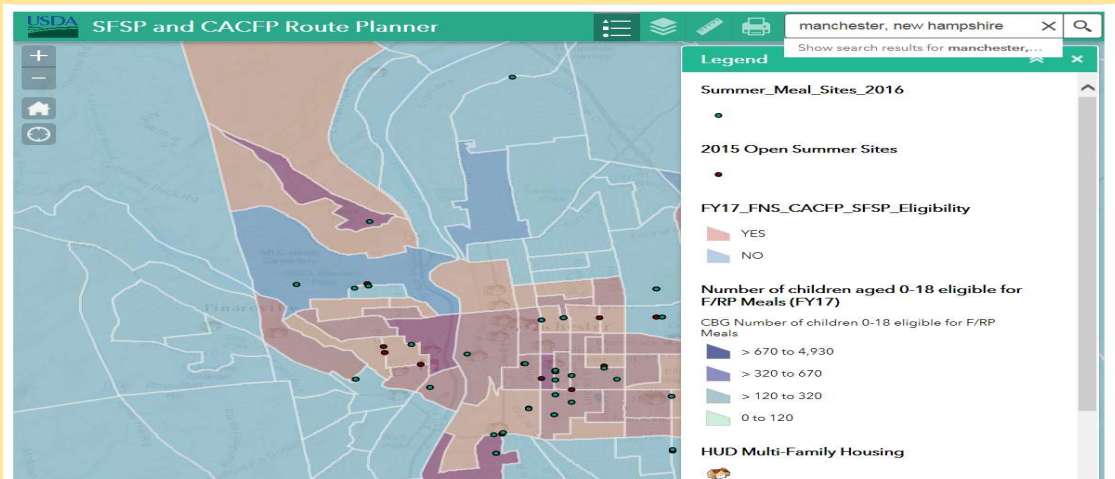 USDA
SFSP and CACFP Route Planner
manchester, new hampshire
Show search results for manchester,...
Legend
Summer_Meal_Sites_2016
2015 Open Summer Sites
FY17_FNS_CACFP_SFSP_Eligibility
YES
NO
Number of children aged 0-18 eligible for
F/RP Meals (FY17)
CBG Number of children 0-18 eligible for F/RP
Meals
> 670 to 4,930
> 320 to 670
> 120 to 320
0 to 120
HUD Multi-Family Housing
Pinardville